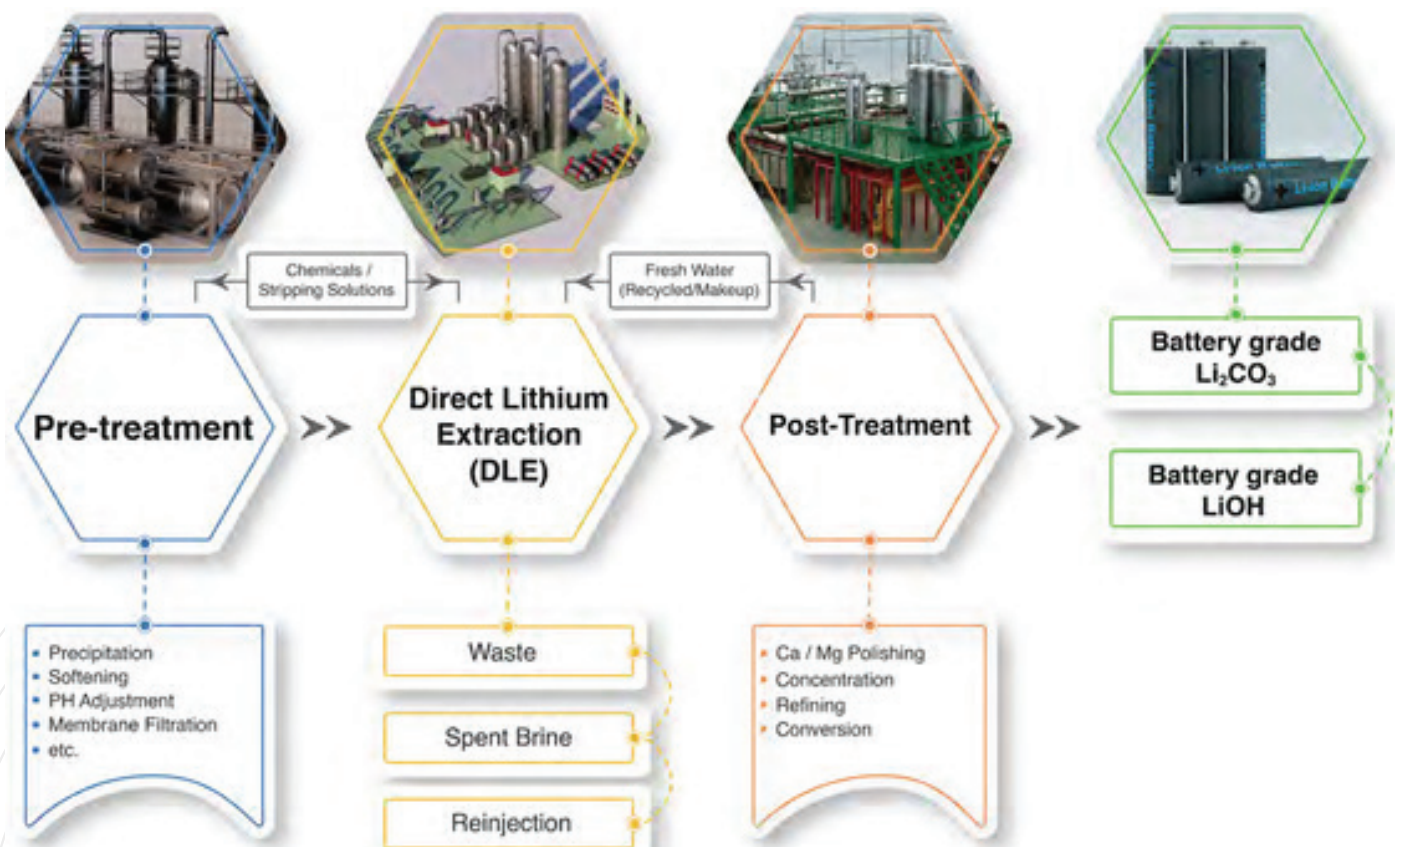 Chemicals /
Stripping Solutions
Fresh Water
(Recycled/Makeup)
Pre-treatment
Direct Lithium
Extraction
(DLE)
Post-Treatment
Battery grade
Li₂CO₃
Battery grade
LiOH
• Precipitation
• Softening
• PH Adjustment
• Membrane Filtration
• etc.
Waste
Spent Brine
Reinjection
• Ca / Mg Polishing
• Concentration
• Refining
• Conversion